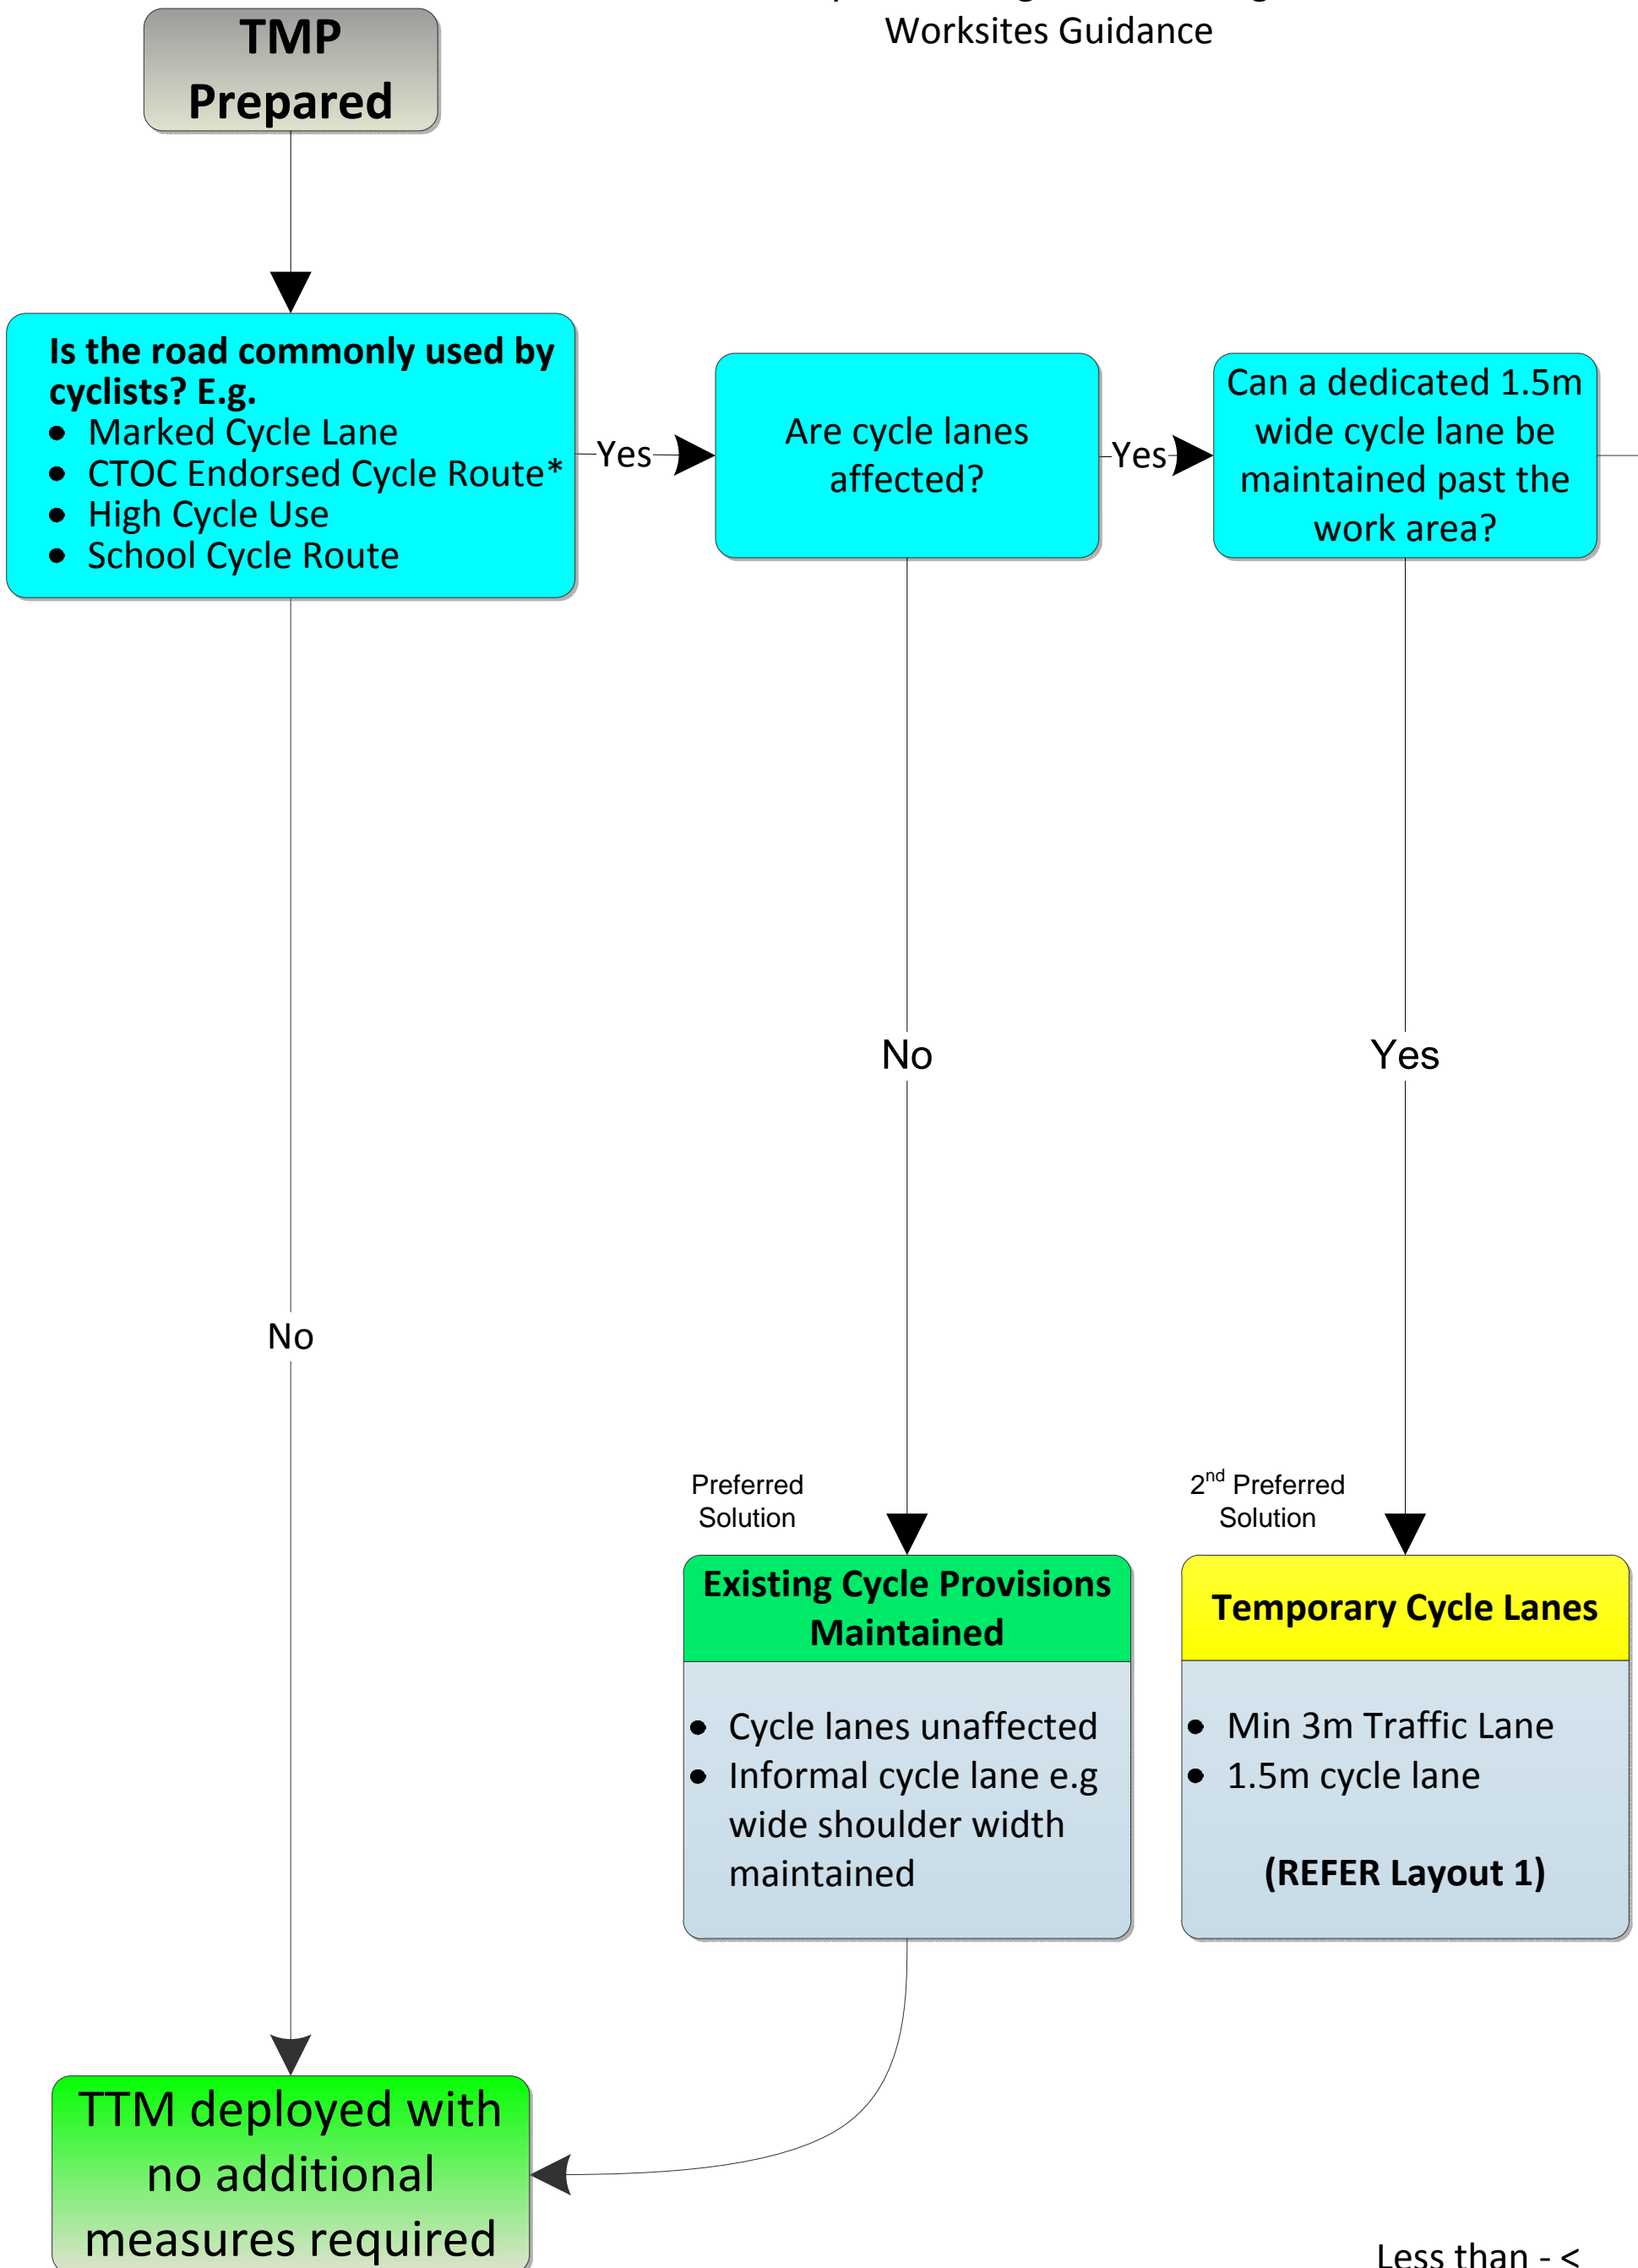 Worksites Guidance
TMP
Prepared
Is the road commonly used by
cyclists? E.g.
• Marked Cycle Lane
• CTOC Endorsed Cycle Route*
• High Cycle Use
• School Cycle Route
Yes
Are cycle lanes
affected?
Yes
Can a dedicated 1.5m
wide cycle lane be
maintained past the
work area?
No
Yes
No
Preferred
Solution
2nd Preferred
Solution
Existing Cycle Provisions
Maintained
• Cycle lanes unaffected
• Informal cycle lane e.g
wide shoulder width
maintained
Temporary Cycle Lanes
• Min 3m Traffic Lane
• 1.5m cycle lane
(REFER Layout 1)
TTM deployed with
no additional
measures required
Less than - <